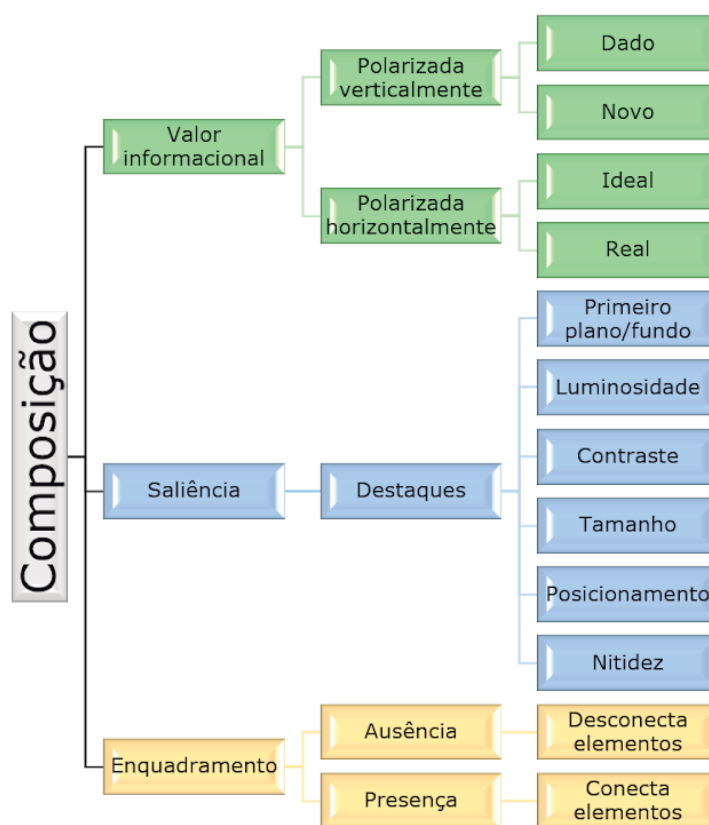 Composição
Valor
informacional
Polarizada
verticalmente
Dado
Novo
Polarizada
horizontalmente
Ideal
Real
Saliência
Destaques
Primeiro
plano/fundo
Luminosidade
Contraste
Tamanho
Posicionamento
Nitidez
Enquadramento
Ausência
Desconecta
elementos
Presença
Conecta
elementos